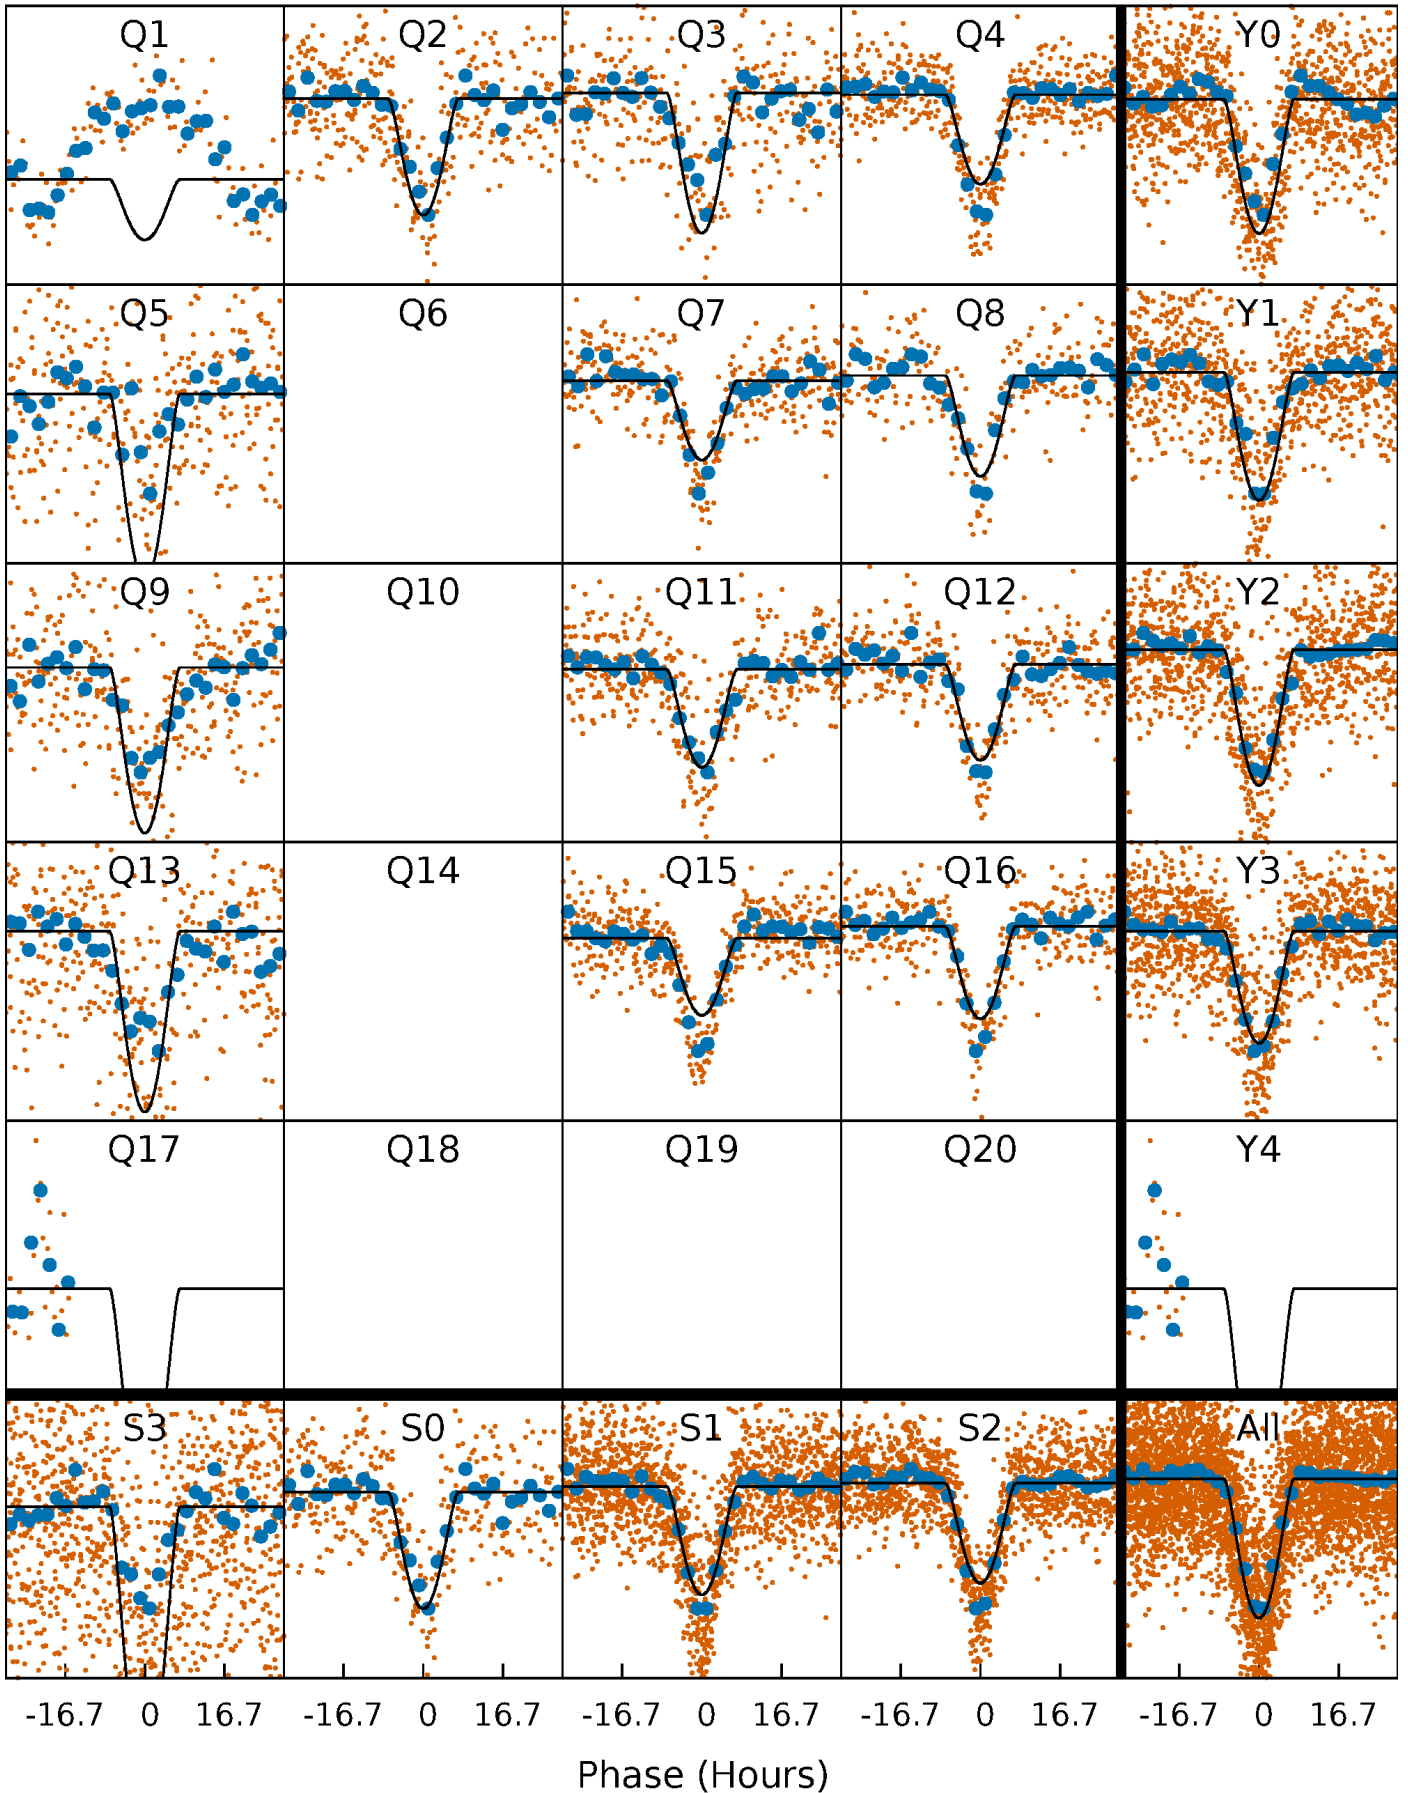 Q1 Q2 Q3 Q4 Y0
Q5 Q6 Q7 Q8 Y1
Q9 Q10 Q11 Q12 Y2
Q13 Q14 Q15 Q16 Y3
Q17 Q18 Q19 Q20 Y4
S3 S0 S1 S2 All
-16.7 0 16.7 -16.7 0 16.7 -16.7 0 16.7 -16.7 0 16.7 -16.7 0 16.7
Phase (Hours)